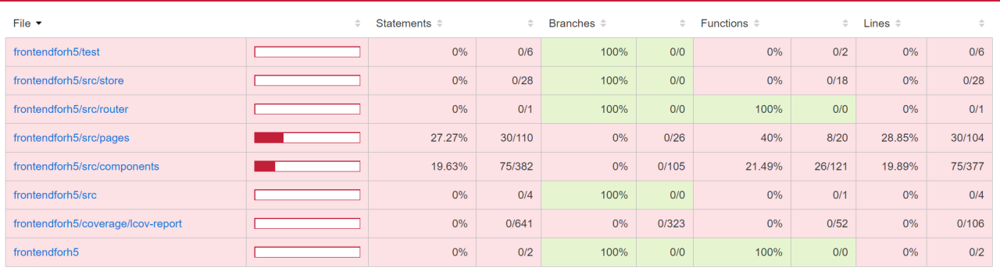 File Statements Branches Functions Lines
frontendforh5/test 0% 0/6 100% 0/0 0% 0/2 0% 0/6
frontendforh5/src/store 0% 0/28 100% 0/0 0% 0/18 0% 0/28
frontendforh5/src/router 0% 0/1 100% 0/0 100% 0/0 0% 0/1
frontendforh5/src/pages 27.27% 30/110 0% 0/26 40% 8/20 28.85% 30/104
frontendforh5/src/components 19.63% 75/382 0% 0/105 21.49% 26/121 19.89% 75/377
frontendforh5/src 0% 0/4 100% 0/0 0% 0/1 0% 0/4
frontendforh5/coverage/lcov-report 0% 0/641 0% 0/323 0% 0/52 0% 0/106
frontendforh5 0% 0/2 100% 0/0 100% 0/0 0% 0/2